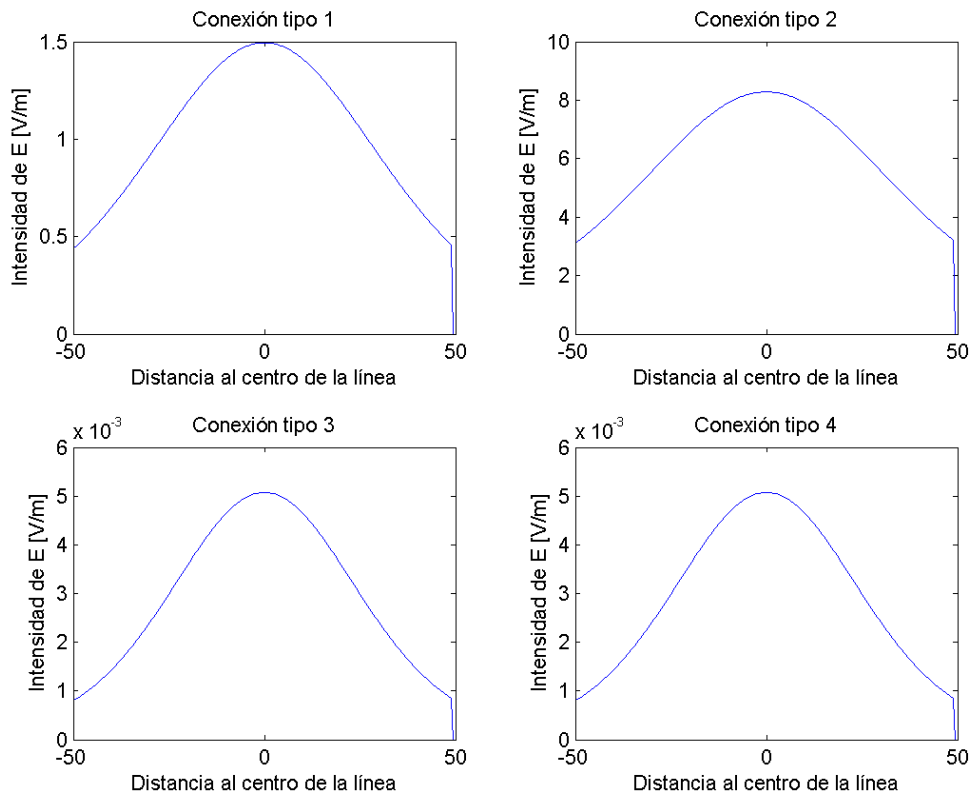 Conexión tipo 1
1.5
1
0.5
0
-50
0
50
Intensidad de E [V/m]
Distancia al centro de la línea
Conexión tipo 2
10
8
6
4
2
0
-50
0
50
Intensidad de E [V/m]
Distancia al centro de la línea
x 10-3
Conexión tipo 3
6
5
4
3
2
1
0
-50
0
50
Intensidad de E [V/m]
Distancia al centro de la línea
x 10-3
Conexión tipo 4
6
5
4
3
2
1
0
-50
0
50
Intensidad de E [V/m]
Distancia al centro de la línea